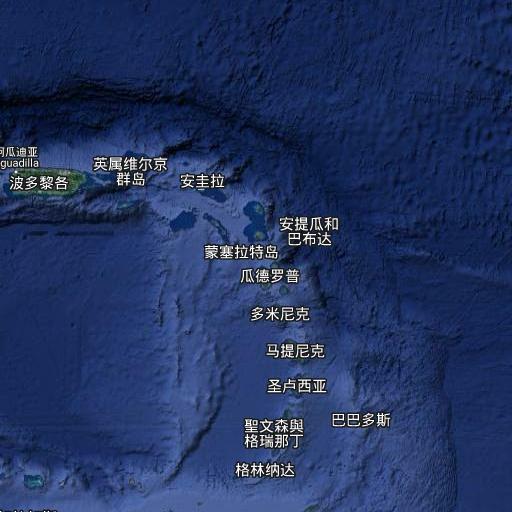 阿瓜迪亚
guadilla
波多黎各
英属维尔京
群岛
安圭拉
安提瓜和
巴布达
蒙塞拉特岛
瓜德罗普
多米尼克
马提尼克
圣卢西亚
巴巴多斯
聖文森與
格瑞那丁
格林纳达